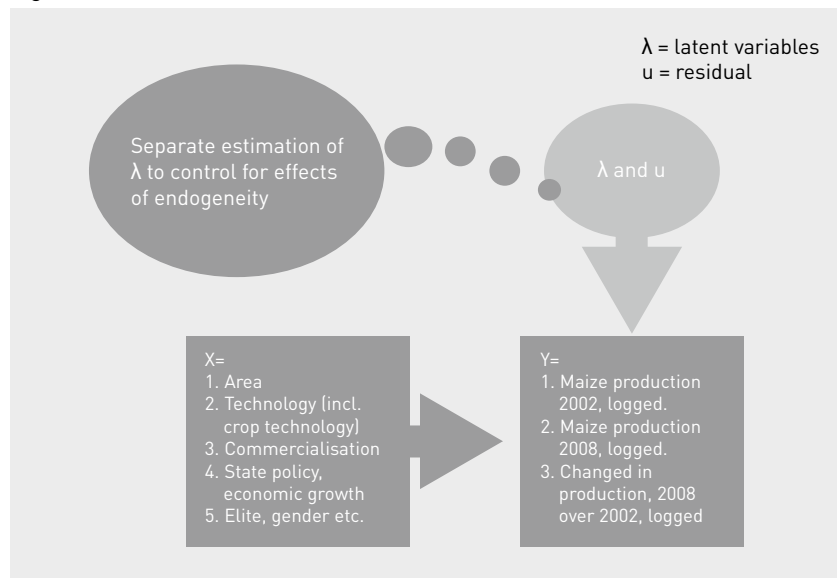 λ = latent variables
u = residual
Separate estimation of
λ to control for effects
of endogeneity
λ and u
X=
1. Area
2. Technology (incl.
crop technology)
3. Commercialisation
4. State policy,
economic growth
5. Elite, gender etc.
Y=
1. Maize production
2002, logged.
2. Maize production
2008, logged.
3. Changed in
production, 2008
over 2002, logged